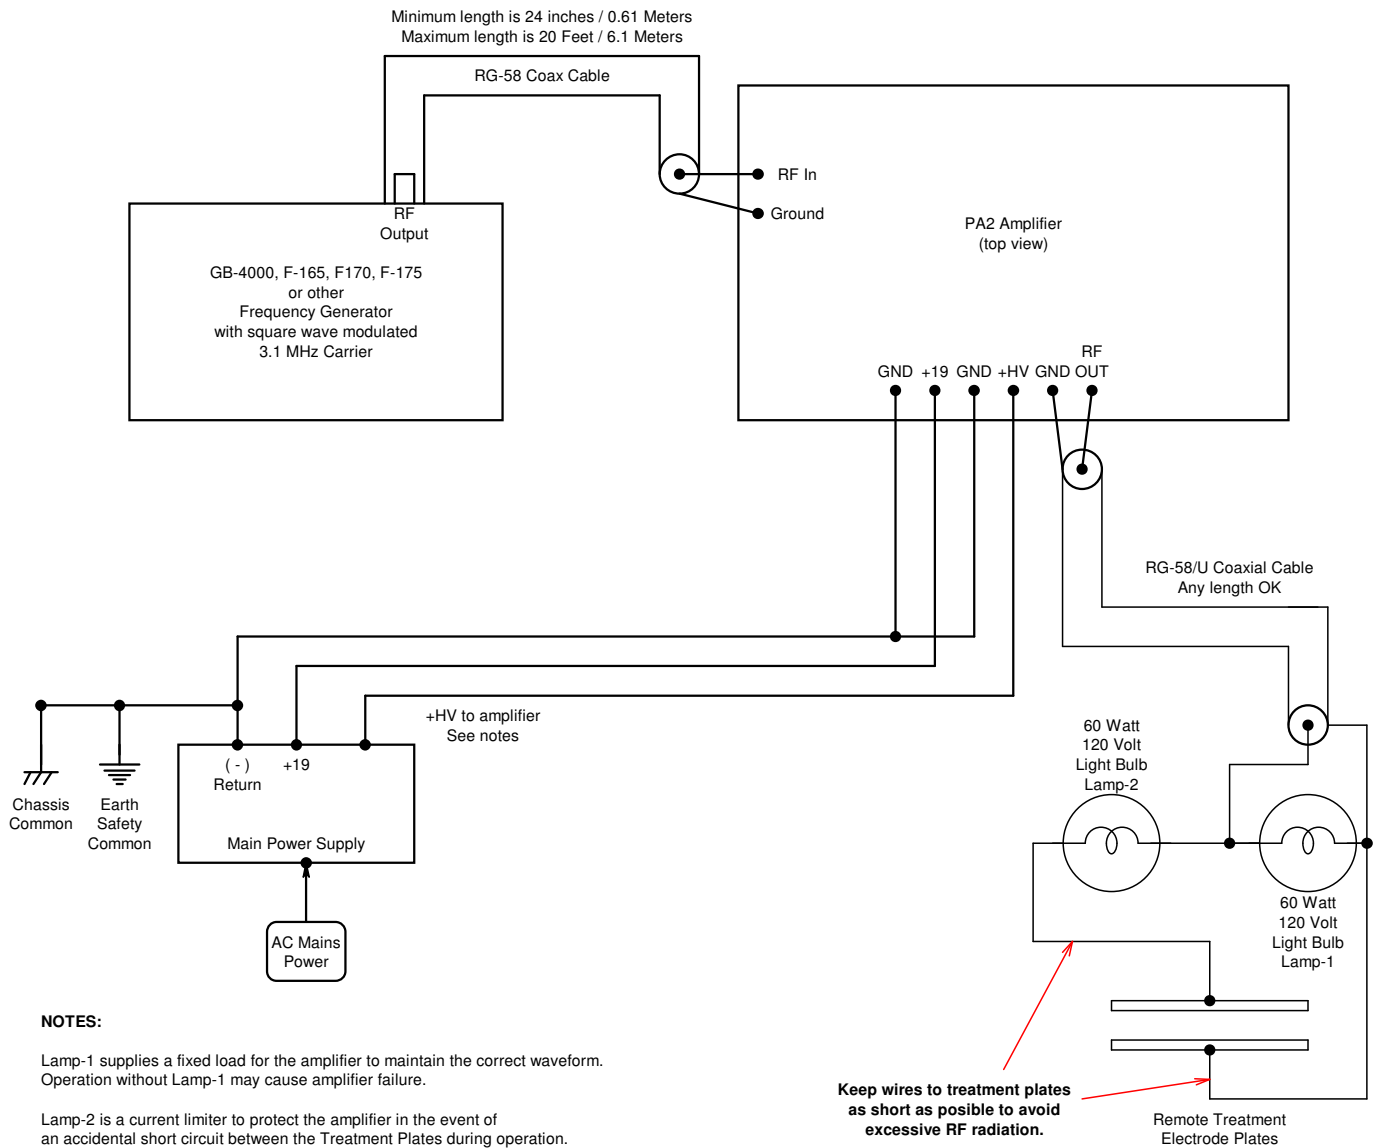 Minimum length is 24 inches / 0.61 Meters
Maximum length is 20 Feet / 6.1 Meters
RG-58 Coax Cable
RF In
Ground
PA2 Amplifier
(top view)
RF
Output
GB-4000, F-165, F170, F-175
or other
Frequency Generator
with square wave modulated
3.1 MHz Carrier
RF
GND +19 GND +HV GND OUT
RG-58/U Coaxial Cable
Any length OK
+HV to amplifier
See notes
60 Watt
120 Volt
Light Bulb
Lamp-2
( - ) +19
Return
Main Power Supply
Chassis
Common
Earth
Safety
Common
AC Mains
Power
60 Watt
120 Volt
Light Bulb
Lamp-1
NOTES:
Lamp-1 supplies a fixed load for the amplifier to maintain the correct waveform.
Operation without Lamp-1 may cause amplifier failure.
Lamp-2 is a current limiter to protect the amplifier in the event of
an accidental short circuit between the Treatment Plates during operation.
Keep wires to treatment plates
as short as posible to avoid
excessive RF radiation.
Remote Treatment
Electrode Plates